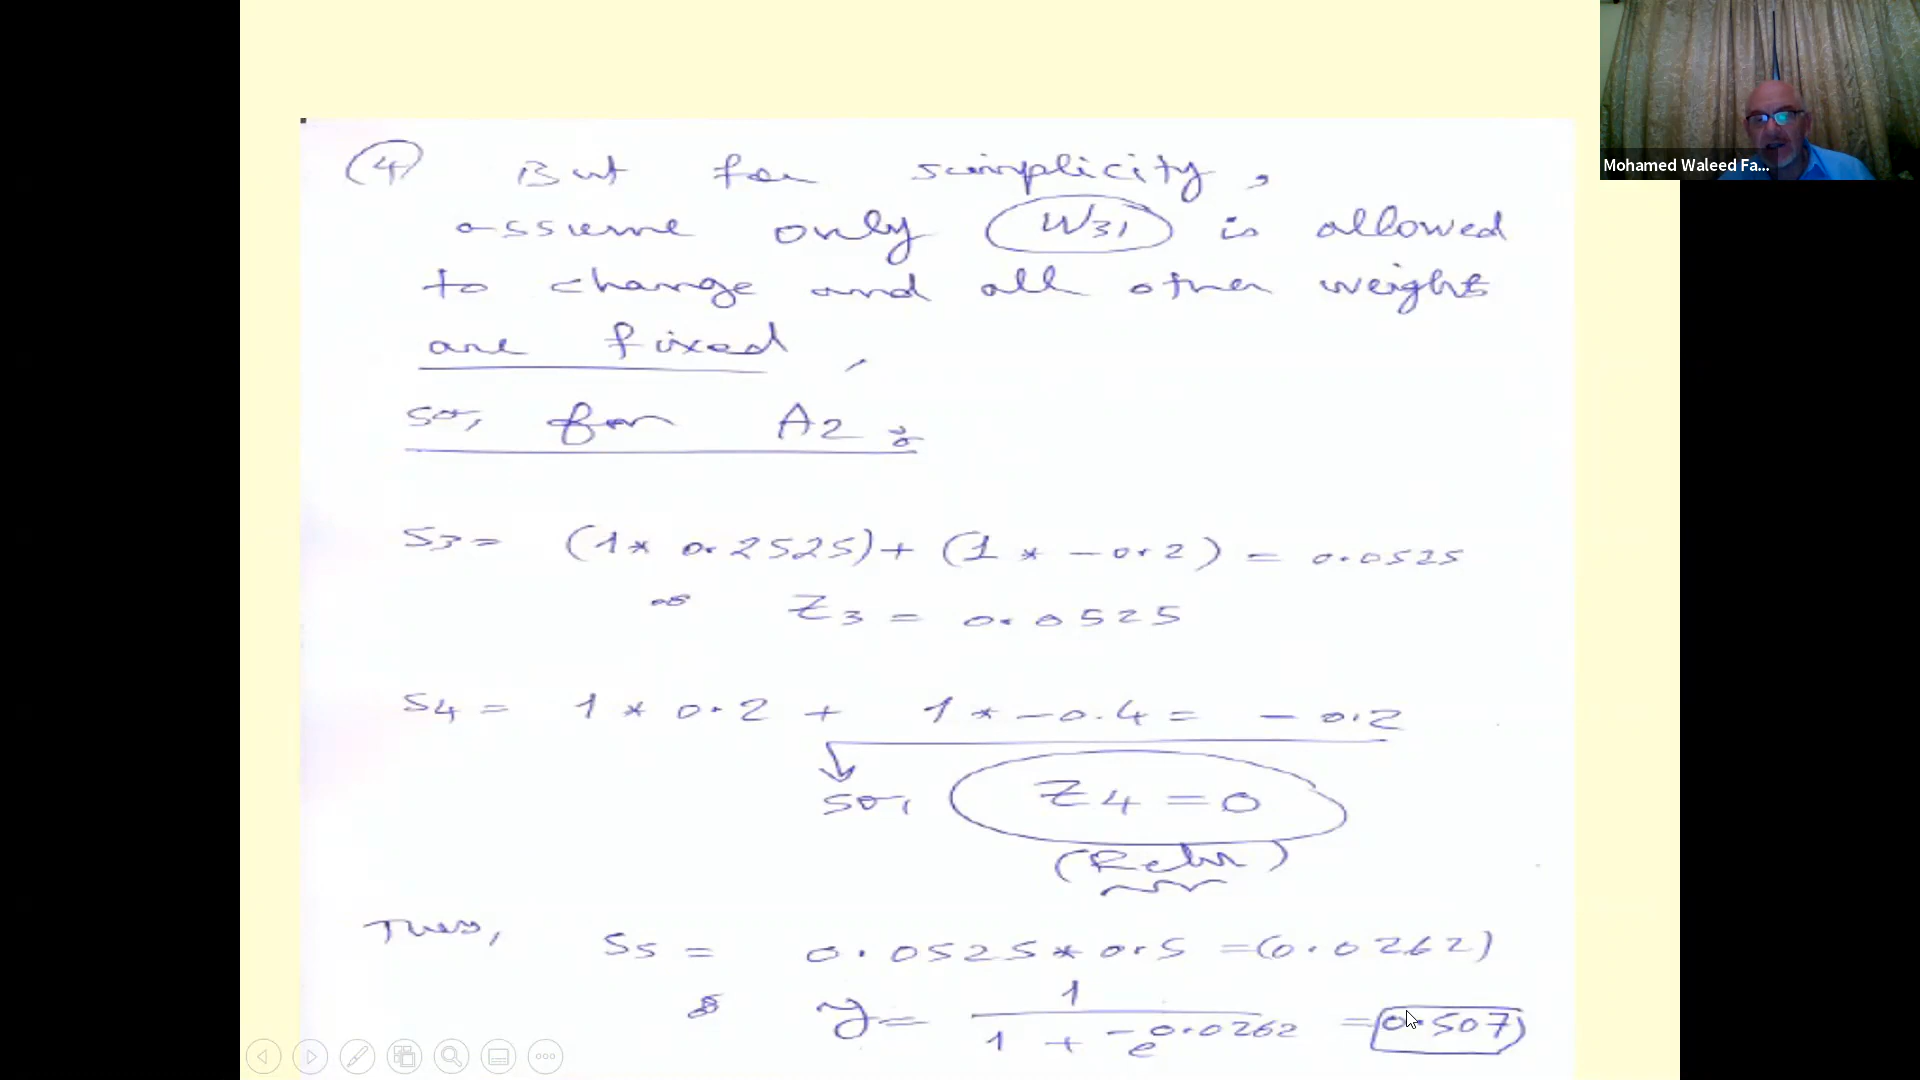 (4) But for simplicity,
assume only W31 is allowed
to change and all other weights
are fixed,
so, for A2:
S3 = (1 * 0.2525) + (1 * -0.2) = 0.0525
Z3 = 0.0525
S4 = 1 * 0.2 + 1 * -0.4 = -0.2
so, Z4 = 0
(Relu)
Thus, S5 = 0.0525 * 0.5 = (0.0262)
y = 1 / 1 + e^-0.0262 = 0.507
Mohamed Waleed Fa...